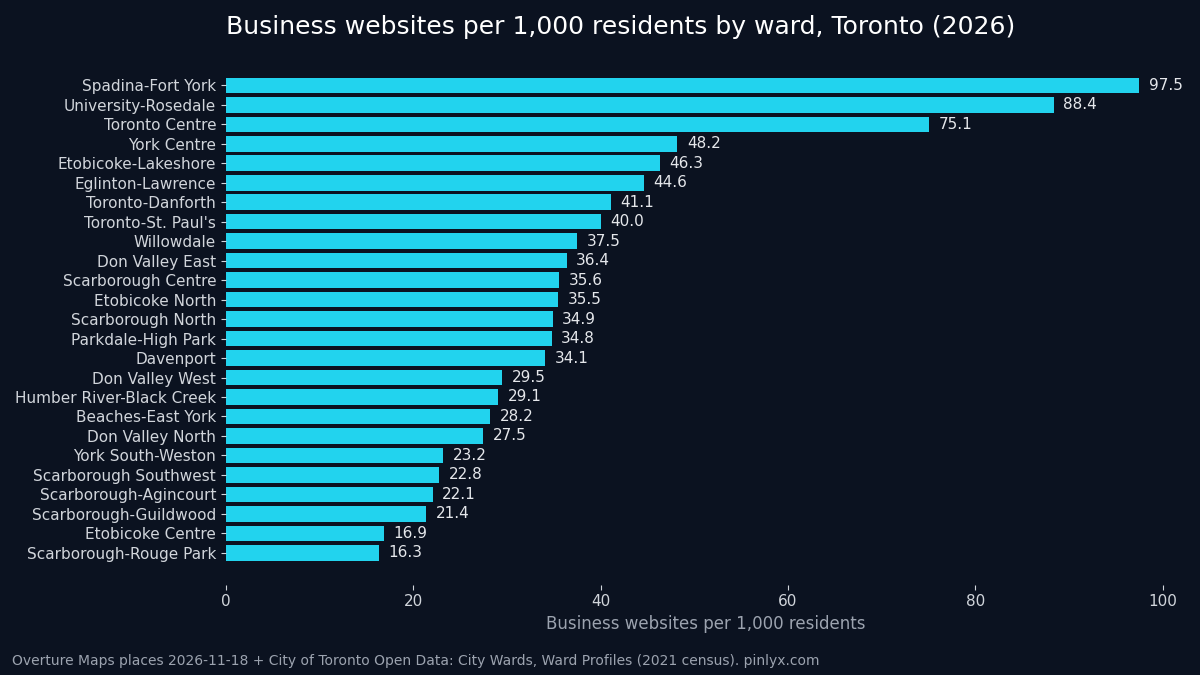 Business websites per 1,000 residents by ward, Toronto (2026)
Spadina-Fort York 97.5
University-Rosedale 88.4
Toronto Centre 75.1
York Centre 48.2
Etobicoke-Lakeshore 46.3
Eglinton-Lawrence 44.6
Toronto-Danforth 41.1
Toronto-St. Paul's 40.0
Willowdale 37.5
Don Valley East 36.4
Scarborough Centre 35.6
Etobicoke North 35.5
Scarborough North 34.9
Parkdale-High Park 34.8
Davenport 34.1
Don Valley West 29.5
Humber River-Black Creek 29.1
Beaches-East York 28.2
Don Valley North 27.5
York South-Weston 23.2
Scarborough Southwest 22.8
Scarborough-Agincourt 22.1
Scarborough-Guildwood 21.4
Etobicoke Centre 16.9
Scarborough-Rouge Park 16.3
0 20 40 60 80 100
Business websites per 1,000 residents
Overture Maps places 2026-11-18 + City of Toronto Open Data: City Wards, Ward Profiles (2021 census). pinlyx.com